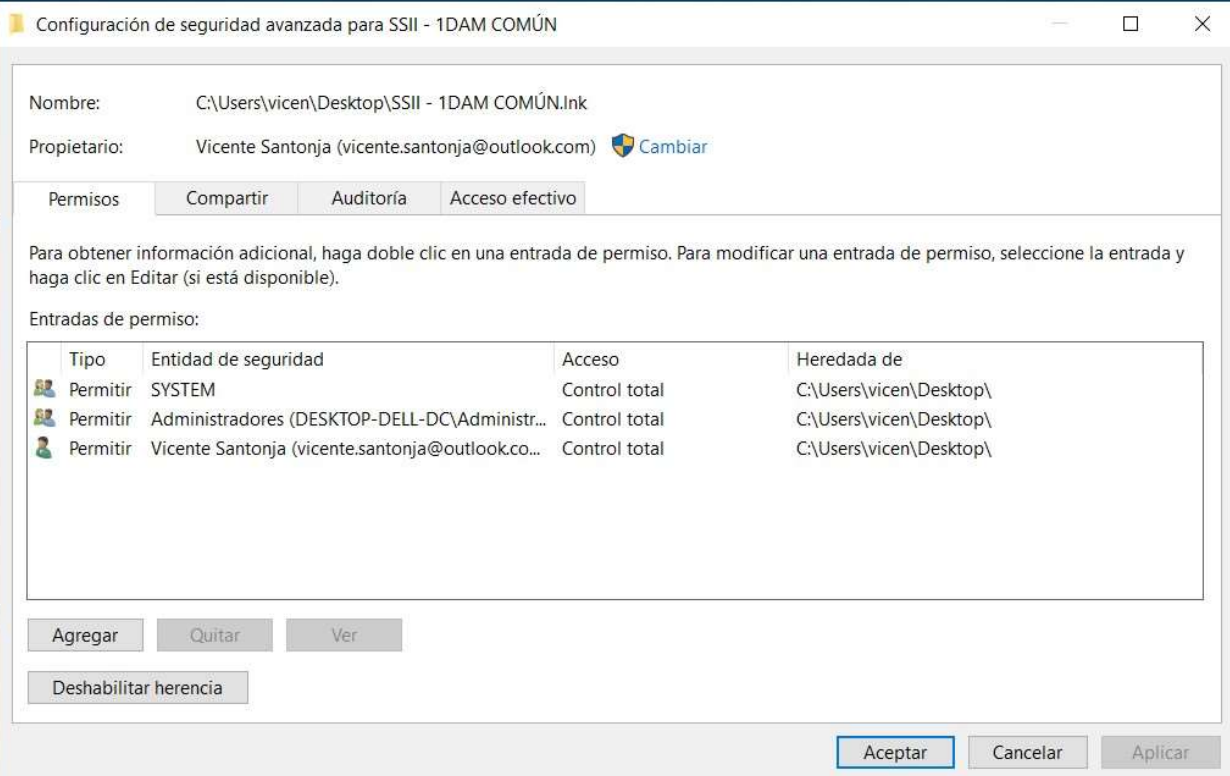 Configuración de seguridad avanzada para SSII - 1DAM COMÚN
Nombre: C:\Users\vicen\Desktop\SSII - 1DAM COMÚN.lnk
Propietario: Vicente Santonja (vicente.santonja@outlook.com) Cambiar
Permisos Compartir Auditoría Acceso efectivo
Para obtener información adicional, haga doble clic en una entrada de permiso. Para modificar una entrada de permiso, seleccione la entrada y
haga clic en Editar (si está disponible).
Entradas de permiso:
Tipo Entidad de seguridad Acceso Heredada de
Permitir SYSTEM Control total C:\Users\vicen\Desktop\
Permitir Administradores (DESKTOP-DELL-DC\Administr... Control total C:\Users\vicen\Desktop\
Permitir Vicente Santonja (vicente.santonja@outlook.co... Control total C:\Users\vicen\Desktop\
Agregar Quitar Ver
Deshabilitar herencia
Aceptar Cancelar Aplicar